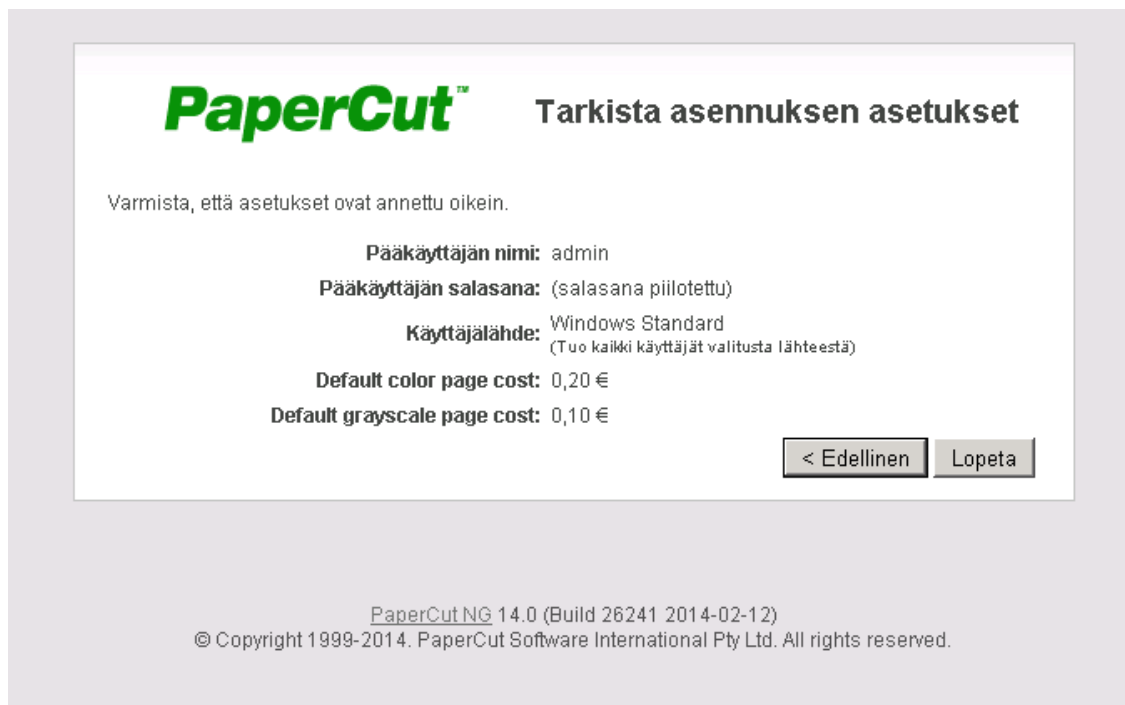 PaperCut™ Tarkista asennuksen asetukset
Varmista, että asetukset ovat annettu oikein.
Pääkäyttäjän nimi: admin
Pääkäyttäjän salasana: (salasana piilotettu)
Käyttäjälähde: Windows Standard
(Tuo kaikki käyttäjät valitusta lähteestä)
Default color page cost: 0,20 €
Default grayscale page cost: 0,10 €
< Edellinen Lopeta
PaperCut NG 14.0 (Build 26241 2014-02-12)
© Copyright 1999-2014. PaperCut Software International Pty Ltd. All rights reserved.